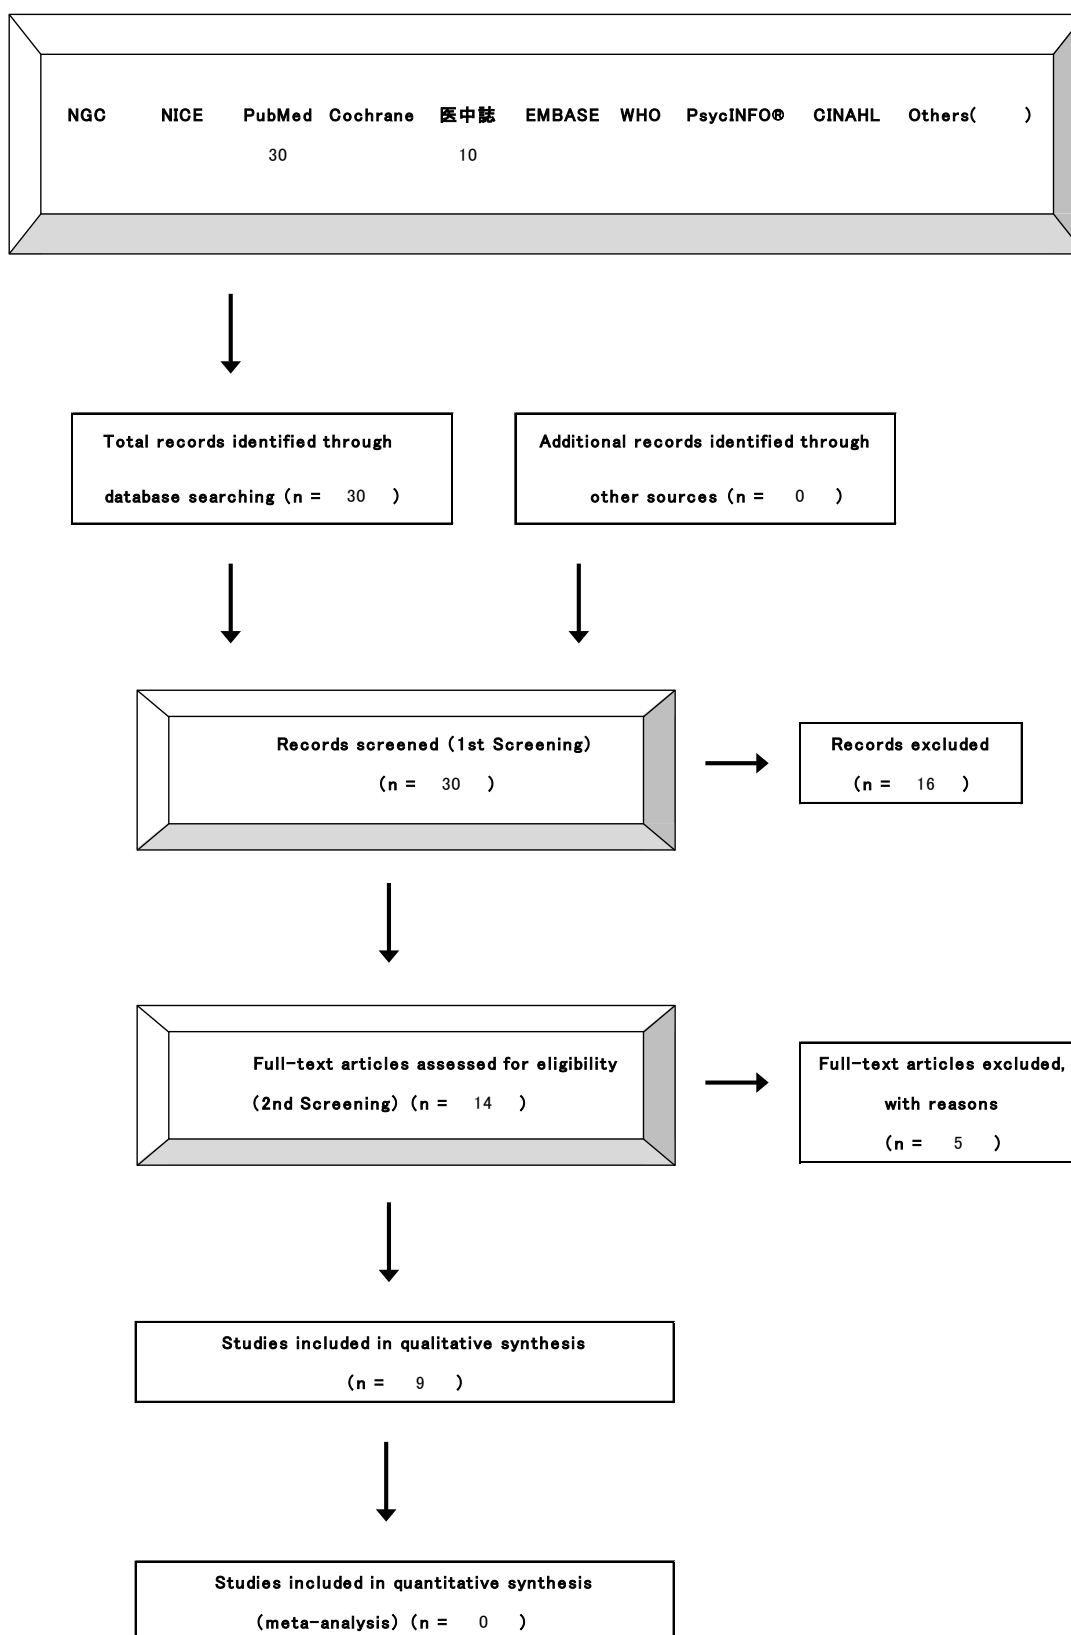 NGC NICE PubMed Cochrane 医中誌 EMBASE WHO PsycINFO® CINAHL Others( )
30 10
Total records identified through
database searching (n = 30 )
Additional records identified through
other sources (n = 0 )
Records screened (1st Screening)
(n = 30 )
Records excluded
(n = 16 )
Full-text articles assessed for eligibility
(2nd Screening) (n = 14 )
Full-text articles excluded,
with reasons
(n = 5 )
Studies included in qualitative synthesis
(n = 9 )
Studies included in quantitative synthesis
(meta-analysis) (n = 0 )